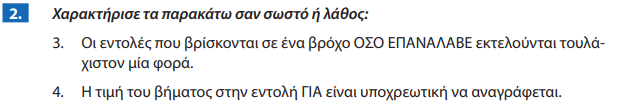 2. Χαρακτήρισε τα παρακάτω σαν σωστό ή λάθος:
3. Οι εντολές που βρίσκονται σε ένα βρόχο ΟΣΟ ΕΠΑΝΑΛΑΒΕ εκτελούνται τουλά-
χιστον μία φορά.
4. Η τιμή του βήματος στην εντολή ΓΙΑ είναι υποχρεωτική να αναγράφεται.